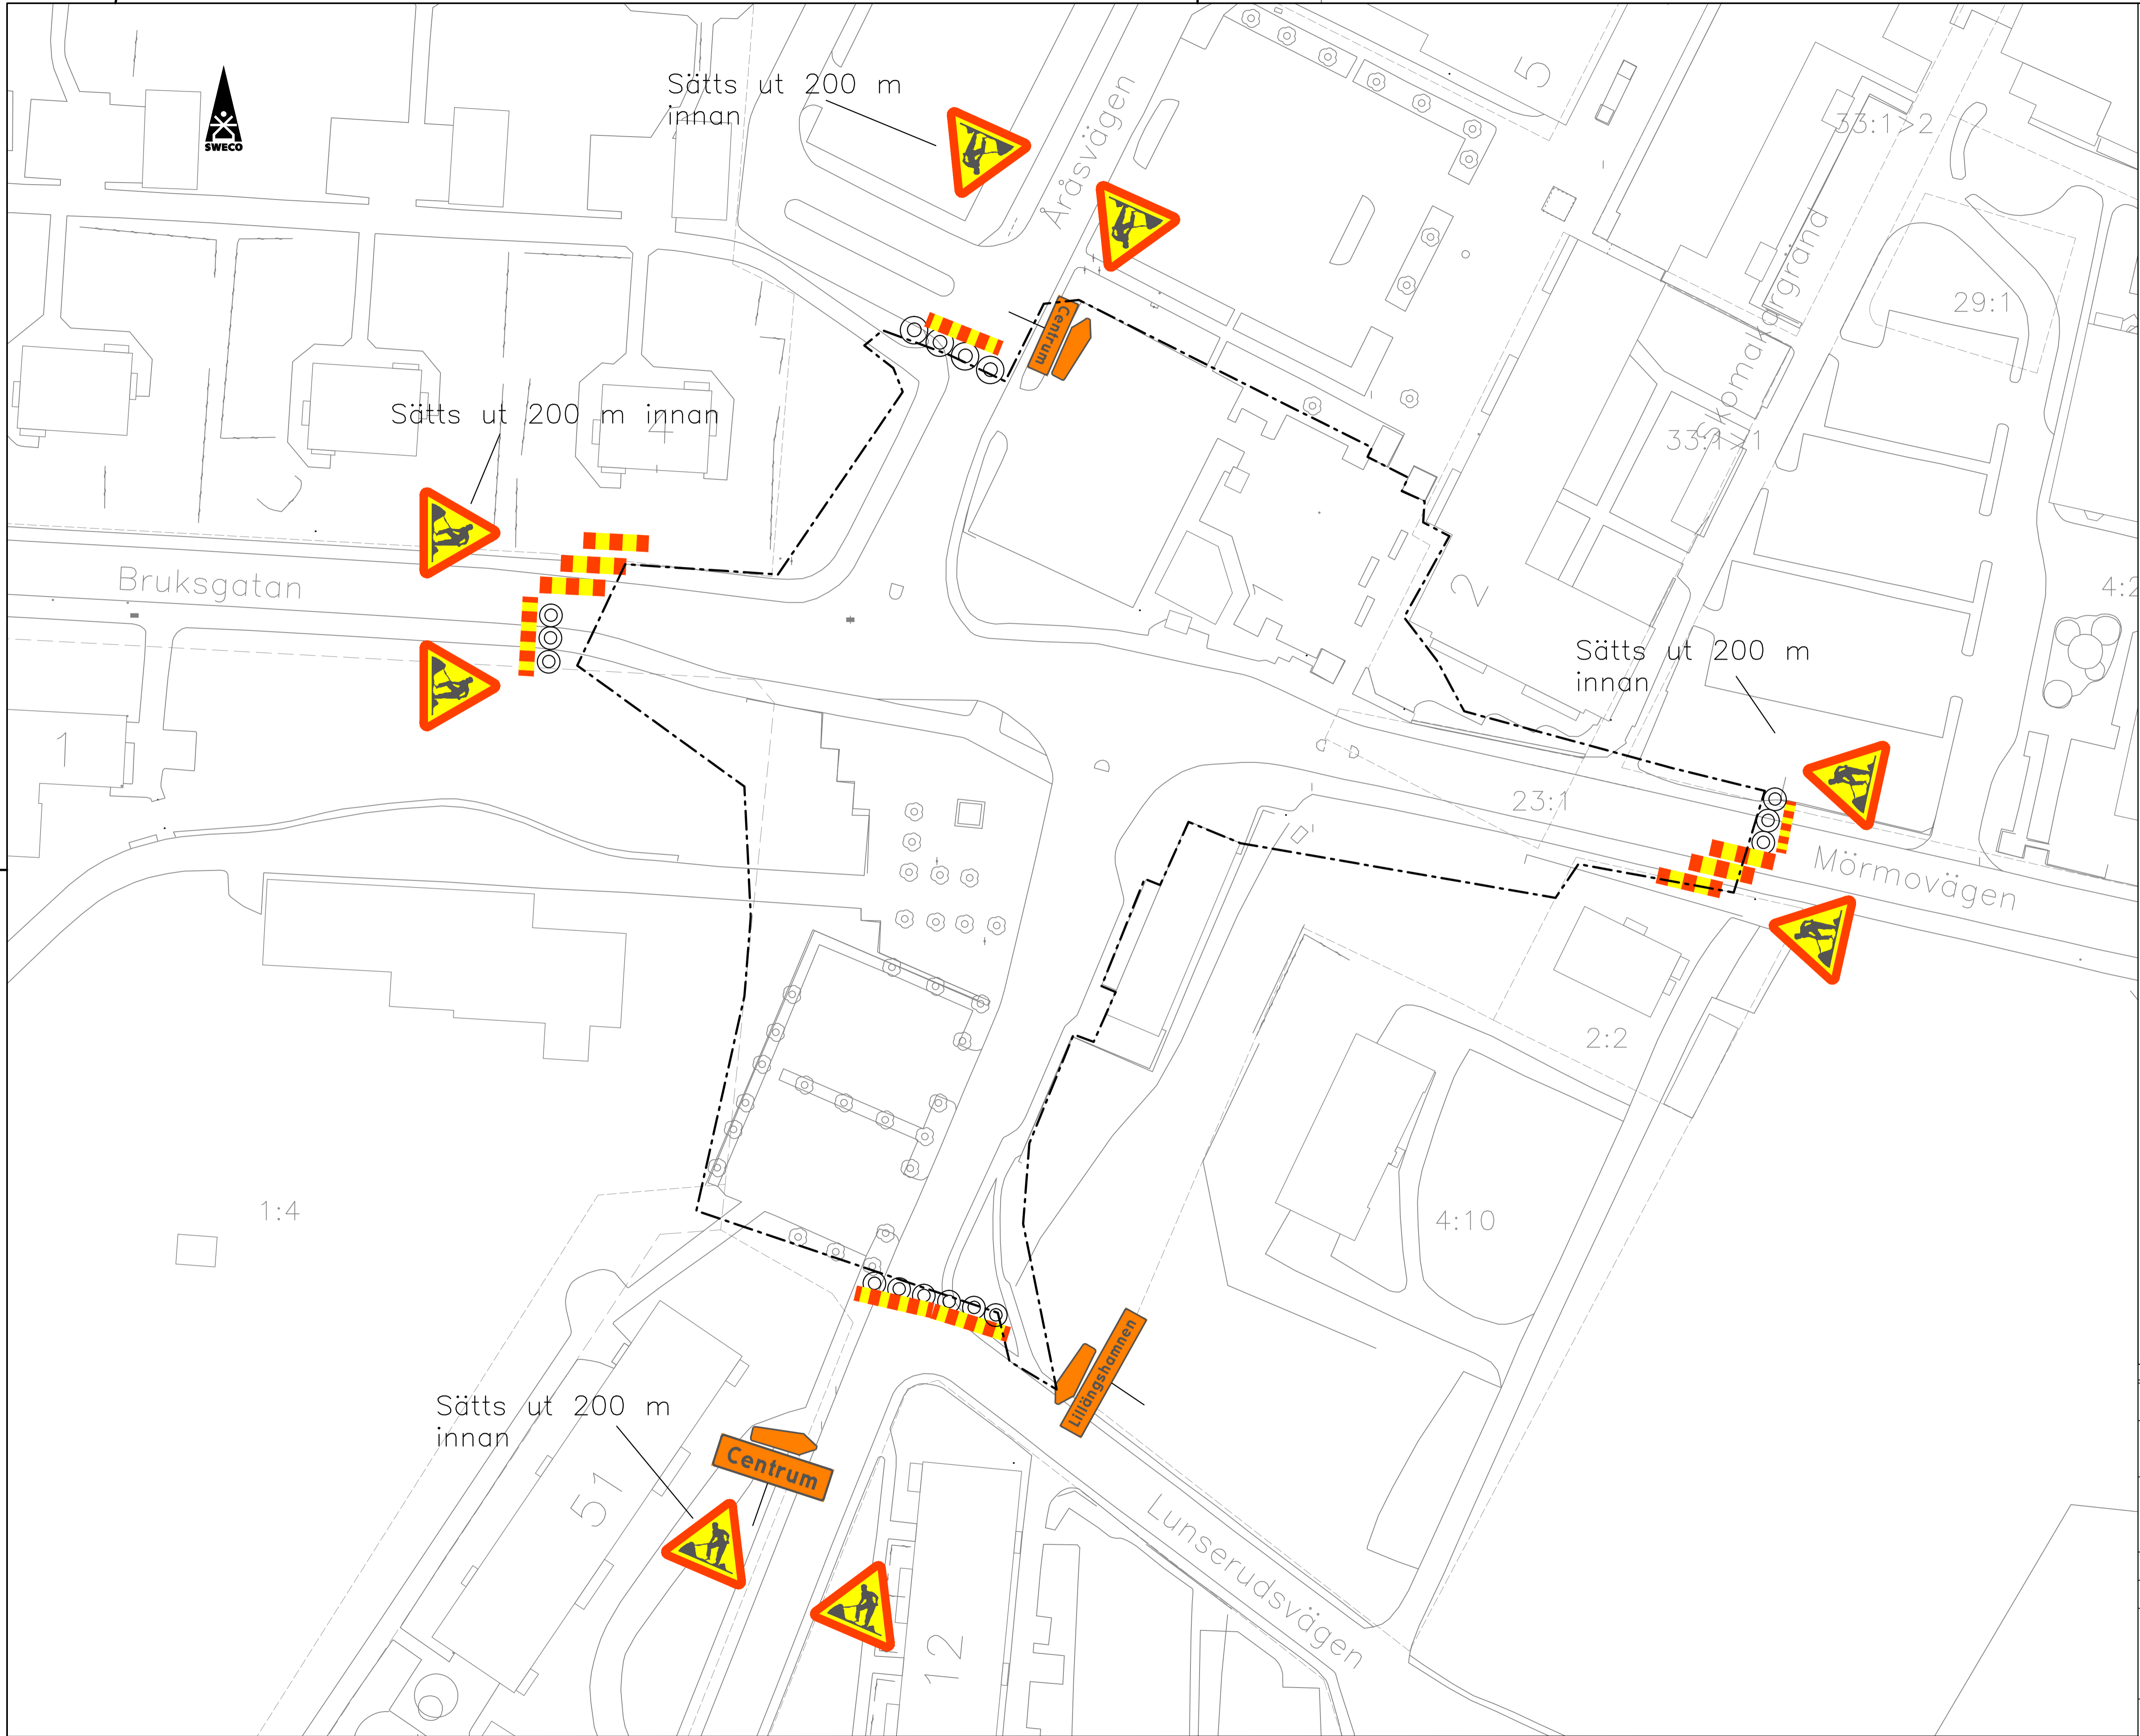 SWECO
Sätts ut 200 m
innan
Åråsvägen
5
33:1>2
29:1
Skomakargränd
Centrum
Sätts ut 200 m innan
4
33:1>1
Bruksgatan
1
2
4:2
Sätts ut 200 m
innan
1
23:1
Mörmovägen
2:2
1:4
4:10
Lillängshamnen
Sätts ut 200 m
innan
Centrum
51
Lunserudsvägen
12